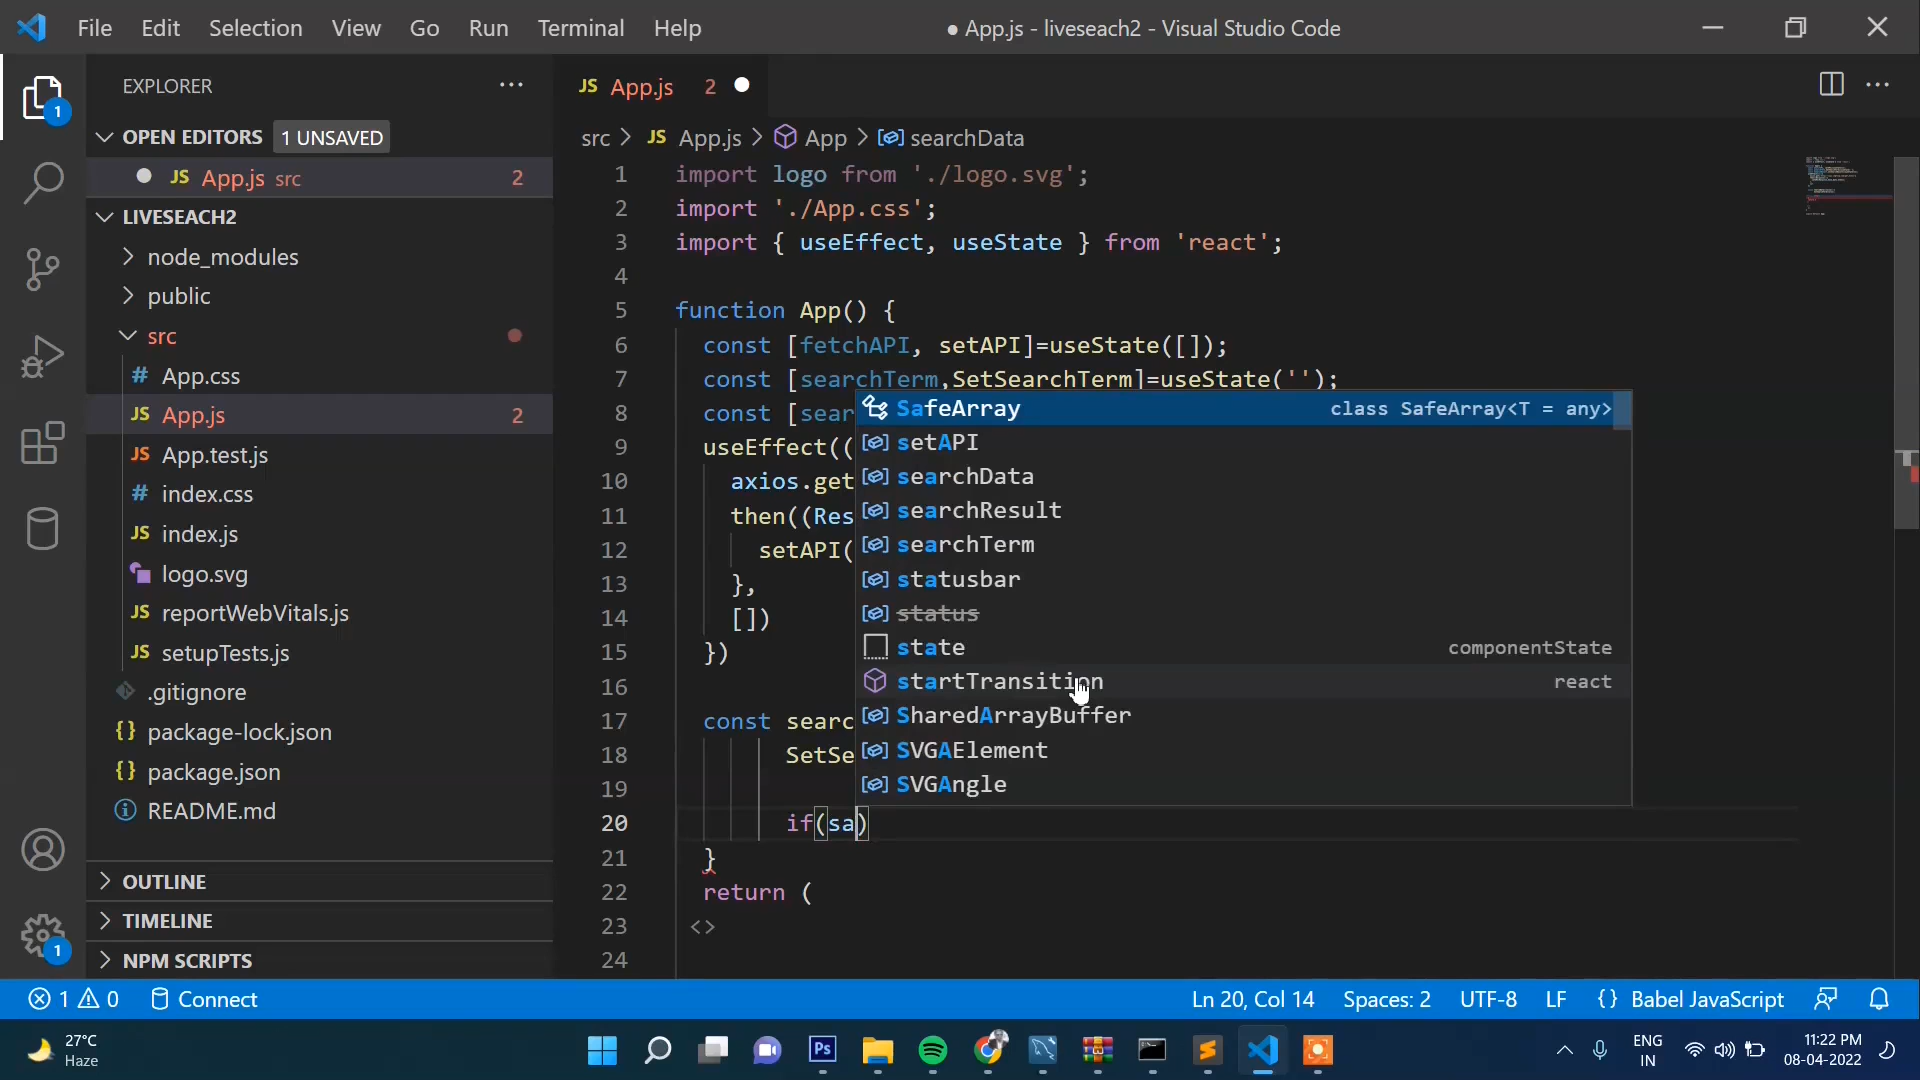 File Edit Selection View Go Run Terminal Help
● App.js - liveseach2 - Visual Studio Code
EXPLORER
OPEN EDITORS 1 UNSAVED
JS App.js src 2
LIVESEACH2
node_modules
public
src
# App.css
JS App.js 2
JS App.test.js
# index.css
JS index.js
logo.svg
JS reportWebVitals.js
JS setupTests.js
.gitignore
{} package-lock.json
{} package.json
README.md
OUTLINE
TIMELINE
NPM SCRIPTS
1
1
JS App.js 2
src > JS App.js > App > searchData
1 import logo from './logo.svg';
2 import './App.css';
3 import { useEffect, useState } from 'react';
4
5 function App() {
6 const [fetchAPI, setAPI]=useState([]);
7 const [searchTerm,SetSearchTerm]=useState('');
8 const [sear
9 useEffect((
10 axios.get
11 then((Res
12 setAPI(
13 },
14 [])
15 })
16
17 const searc
18 SetSe
19
20 if(sa)
21 }
22 return (
23 <>
24
SafeArray class SafeArray<T = any>
setAPI
searchData
searchResult
searchTerm
statusbar
status
state componentState
startTransition react
SharedArrayBuffer
SVGAElement
SVGAngle
1 0 Connect
Ln 20, Col 14 Spaces: 2 UTF-8 LF {} Babel JavaScript
27°C
Haze
Ps
ENG
IN
11:22 PM
08-04-2022